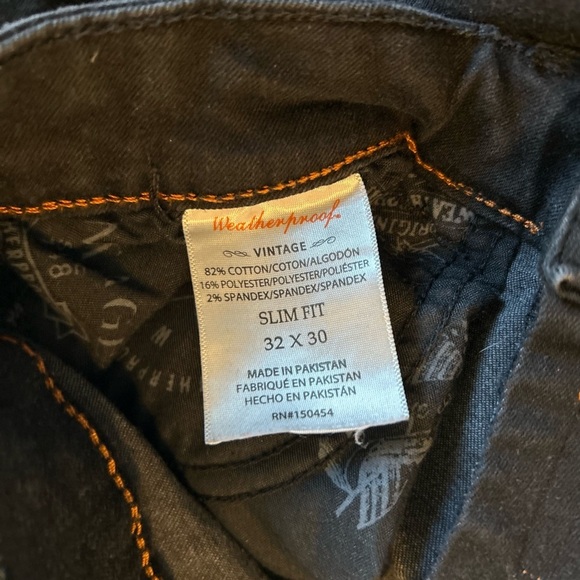 Weatherproof
VINTAGE
82% COTTON/COTON/ALGODÓN
16% POLYESTER/POLYESTER/POLIÉSTER
2% SPANDEX/SPANDEX/SPANDEX
SLIM FIT
32 X 30
MADE IN PAKISTAN
FABRIQUÉ EN PAKISTAN
HECHO EN PAKISTAN
RN#150454